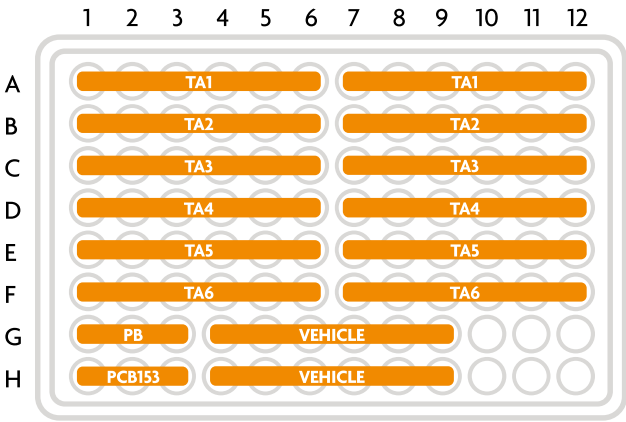 1 2 3 4 5 6 7 8 9 10 11 12
A TA1 TA1
B TA2 TA2
C TA3 TA3
D TA4 TA4
E TA5 TA5
F TA6 TA6
G PB VEHICLE
H PCB153 VEHICLE